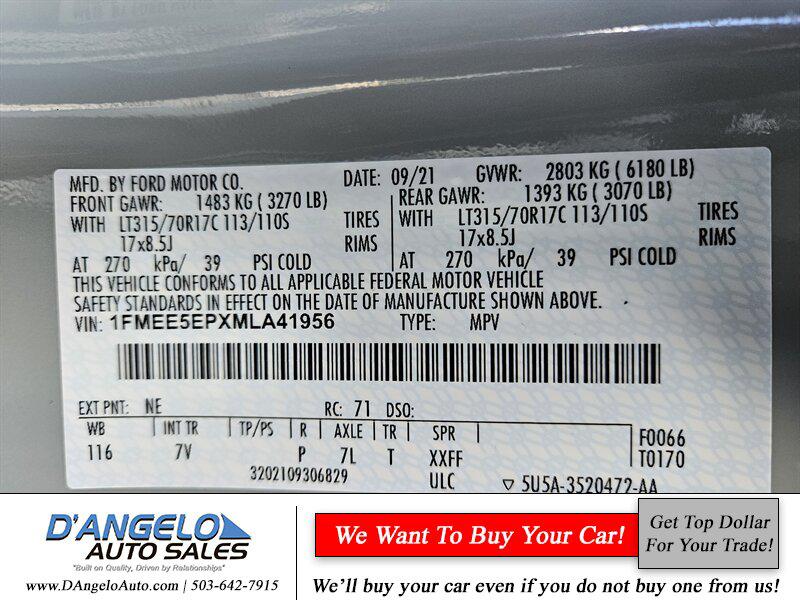 MFD. BY FORD MOTOR CO. DATE: 09/21 GVWR: 2803 KG ( 6180 LB)
FRONT GAWR: 1483 KG ( 3270 LB) REAR GAWR: 1393 KG ( 3070 LB)
WITH LT315/70R17C 113/110S TIRES LT315/70R17C 113/110S TIRES
17x8.5J RIMS 17x8.5J RIMS
AT 270 kPa/ 39 PSI COLD AT 270 kPa/ 39 PSI COLD
THIS VEHICLE CONFORMS TO ALL APPLICABLE FEDERAL MOTOR VEHICLE
SAFETY STANDARDS IN EFFECT ON THE DATE OF MANUFACTURE SHOWN ABOVE.
VIN: 1FMEE5EPXMLA41956 TYPE: MPV
EXT PNT: NE RC: 71 DSO:
WB INT TR TP/PS R AXLE TR SPR F0066
116 7V P 7L T XXFF T0170
3202109306829 ULC ▽ 5U5A-3520472-AA
D'ANGELO
AUTO SALES
"Built on Quality, Driven by Relationships"
www.DAngeloAuto.com | 503-642-7915
We Want To Buy Your Car!
Get Top Dollar
For Your Trade!
We'll buy your car even if you do not buy one from us!